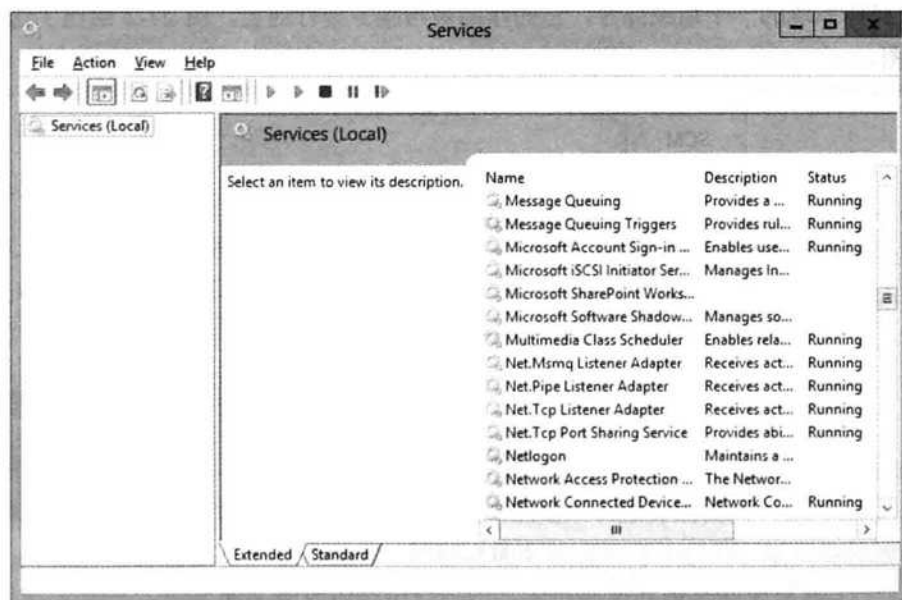 Services
File Action View Help
Services (Local)
Services (Local)
Select an item to view its description.
Name Description Status
Message Queuing Provides a ... Running
Message Queuing Triggers Provides rul... Running
Microsoft Account Sign-in ... Enables use... Running
Microsoft iSCSI Initiator Ser... Manages In...
Microsoft SharePoint Works...
Microsoft Software Shadow... Manages so...
Multimedia Class Scheduler Enables rela... Running
Net.Msmq Listener Adapter Receives act... Running
Net.Pipe Listener Adapter Receives act... Running
Net.Tcp Listener Adapter Receives act... Running
Net.Tcp Port Sharing Service Provides abi... Running
Netlogon Maintains a ...
Network Access Protection ... The Networ...
Network Connected Device... Network Co... Running
Extended Standard